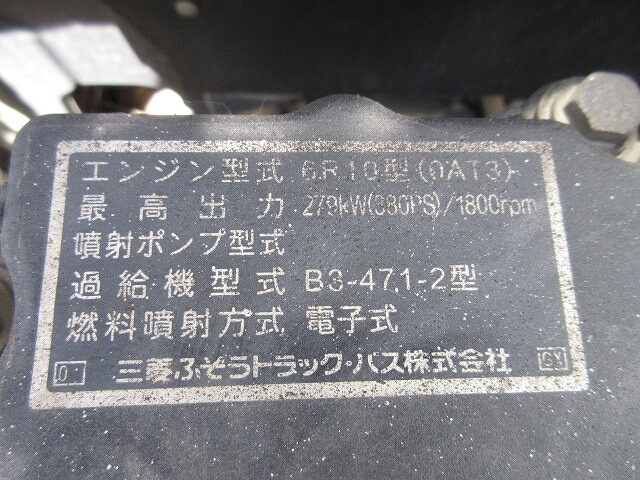 エンジン型式 6R10型(0AT3)
最高出力 279kW(380PS)/1800rpm
噴射ポンプ型式
過給機型式 B3-471-2型
燃料噴射方式 電子式
三菱ふそうトラック・バス株式会社